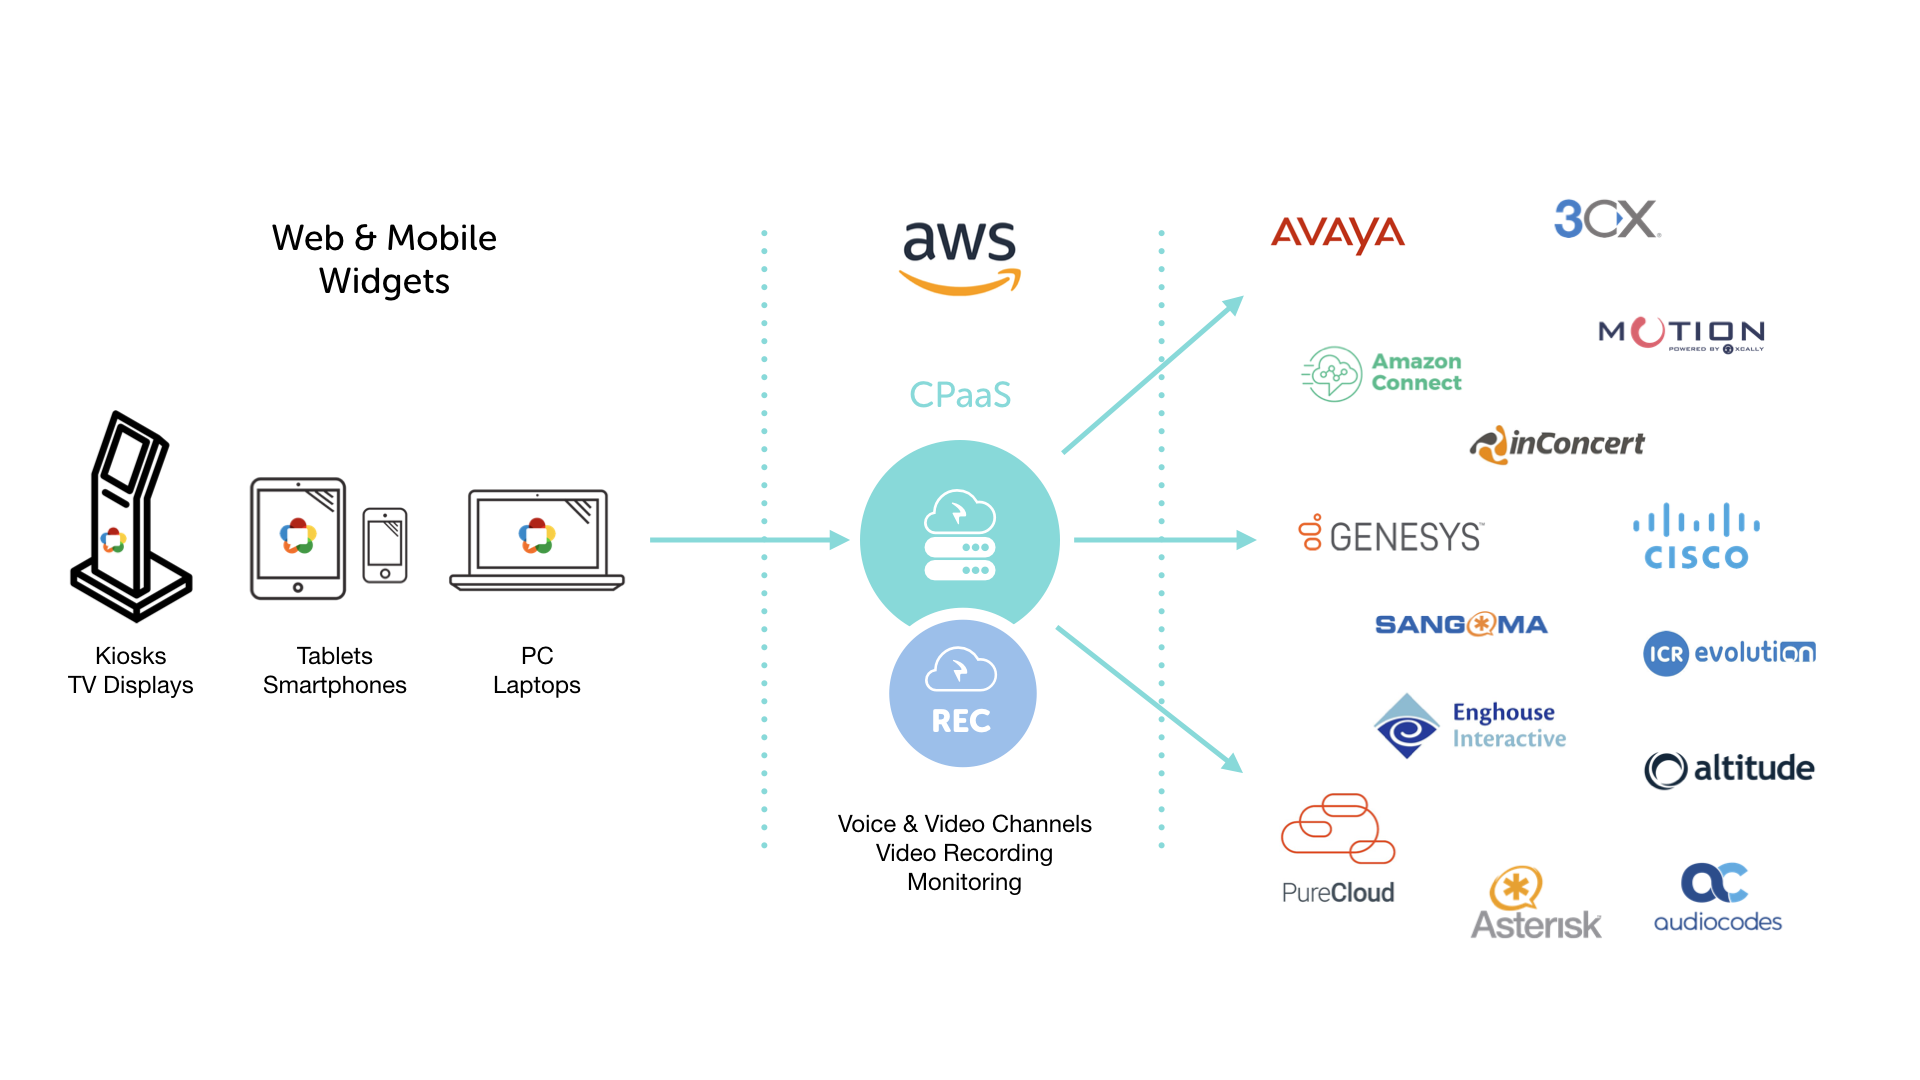 Web & Mobile
Widgets
Kiosks
TV Displays
Tablets
Smartphones
PC
Laptops
aws
CPaaS
REC
Voice & Video Channels
Video Recording
Monitoring
AVAYA
3CX
MOTION
POWERED BY XCALLY
Amazon
Connect
inConcert
GENESYS™
CISCO
SANGOMA
ICR evolution
Enghouse
Interactive
altitude
PureCloud
Asterisk
ac
audiocodes